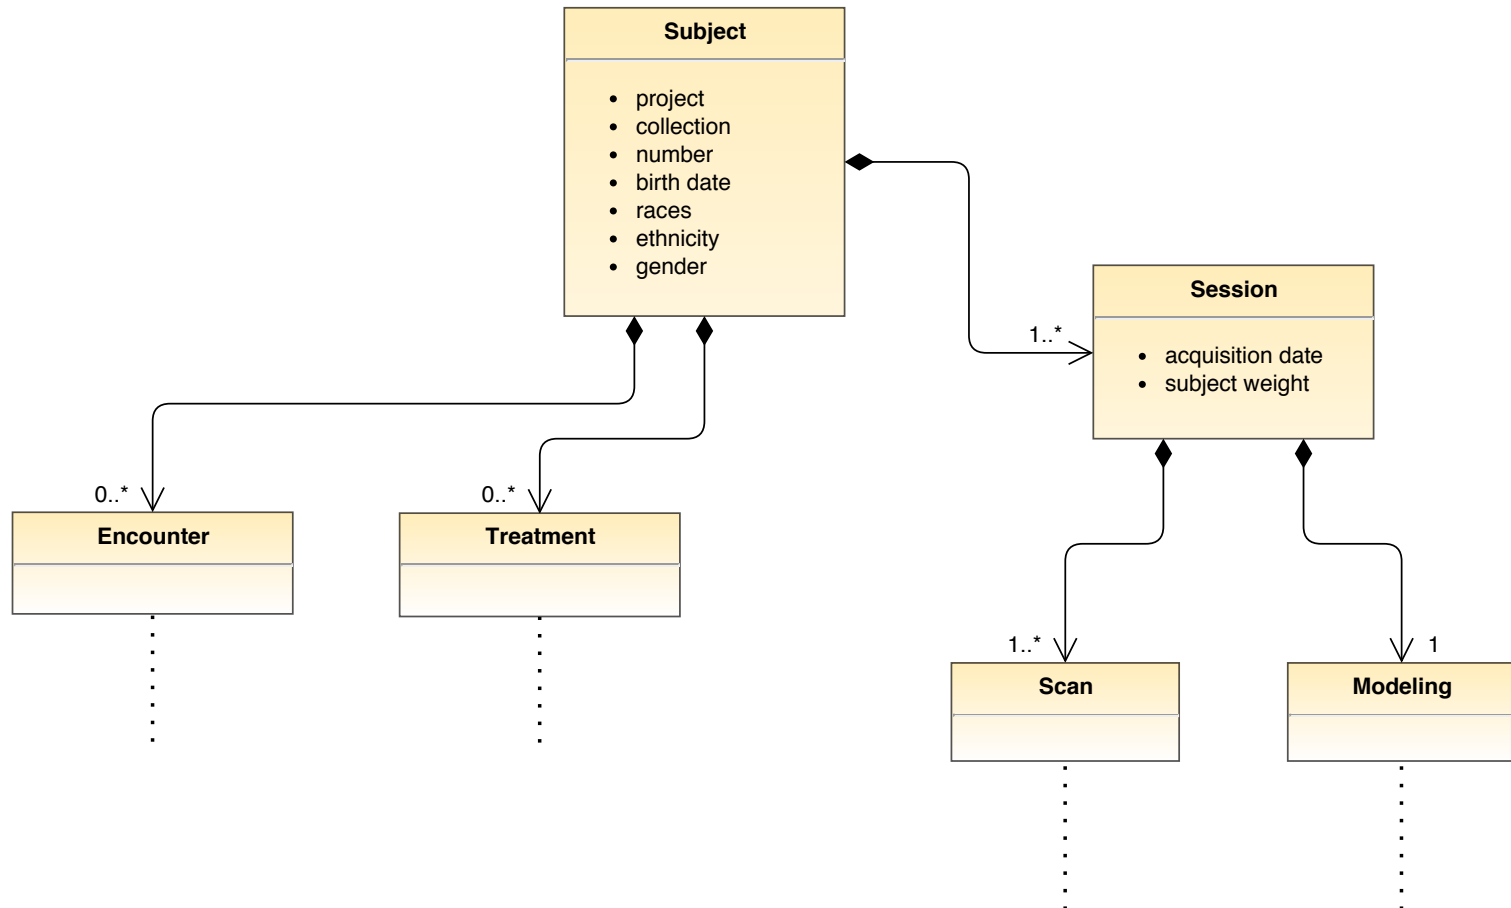 Subject
• project
• collection
• number
• birth date
• races
• ethnicity
• gender
Session
1..*
• acquisition date
• subject weight
0..*
0..*
Encounter
Treatment
1..*
1
Scan
Modeling